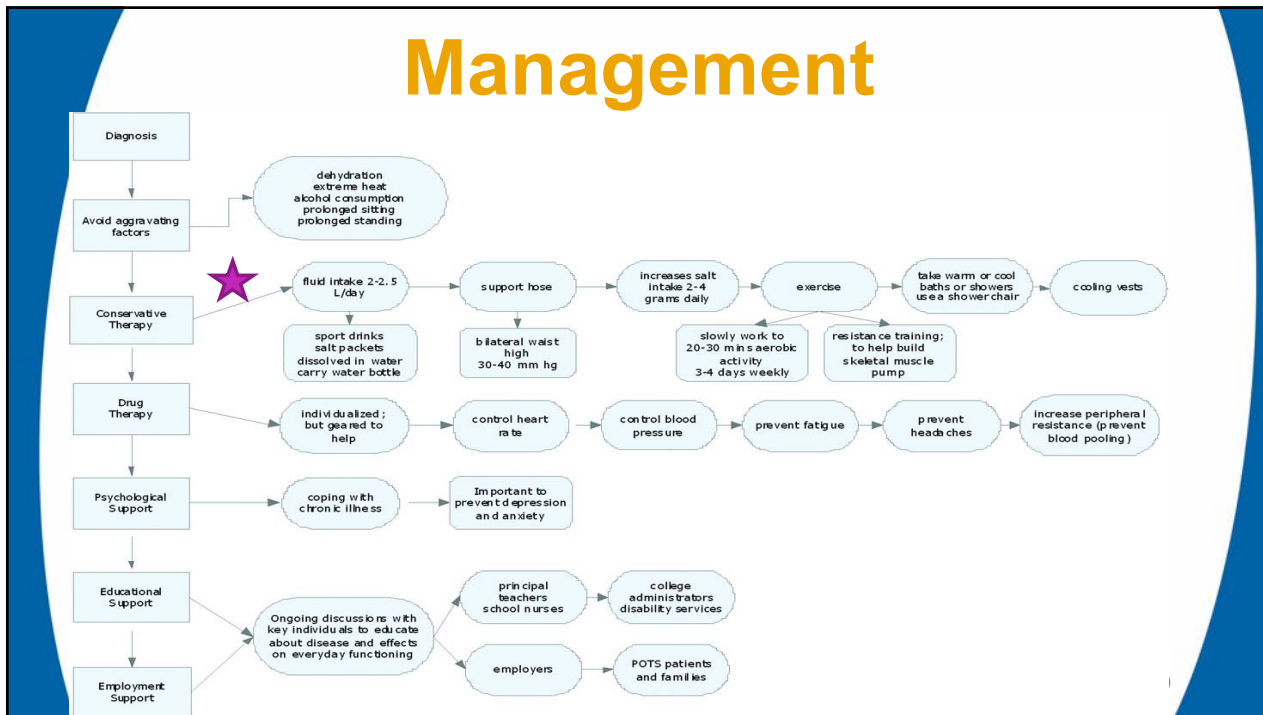 Management
Diagnosis
dehydration
extreme heat
alcohol consumption
prolonged sitting
prolonged standing
Avoid aggravating
factors
Conservative
Therapy
fluid intake 2-2.5
L/day
support hose
increases salt
intake 2-4
grams daily
exercise
take warm or cool
baths or showers
use a shower chair
cooling vests
sport drinks
salt packets
dissolved in water
carry water bottle
bilateral waist
high
30-40 mm hg
slowly work to
20-30 mins aerobic
activity
3-4 days weekly
resistance training;
to help build
skeletal muscle
pump
Drug
Therapy
individualized;
but geared to
help
control heart
rate
control blood
pressure
prevent fatigue
prevent
headaches
increase peripheral
resistance (prevent
blood pooling)
Psychological
Support
coping with
chronic illness
Important to
prevent depression
and anxiety
Educational
Support
Ongoing discussions with
key individuals to educate
about disease and effects
on everyday functioning
principal
teachers
school nurses
college
administrators
disability services
Employment
Support
employers
POTS patients
and families